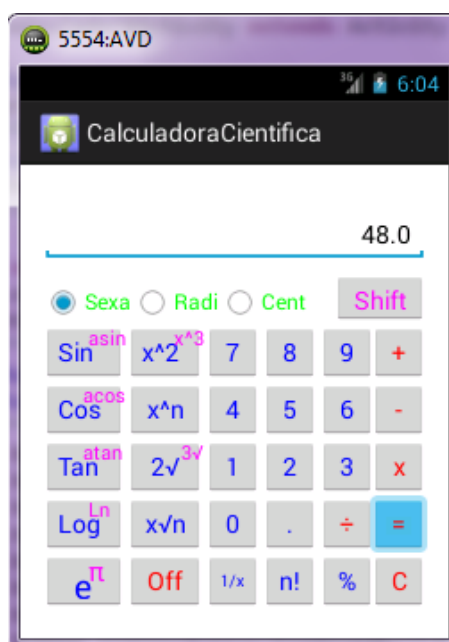 5554:AVD
3G 6:04
CalculadoraCientifica
48.0
Sexa Radi Cent Shift
Sin asin x^2 x^3 7 8 9 +
Cos acos x^n 4 5 6 -
Tan atan 2√ 3√ 1 2 3 x
Log Ln x√n 0 . ÷ =
e π Off 1/x n! % C